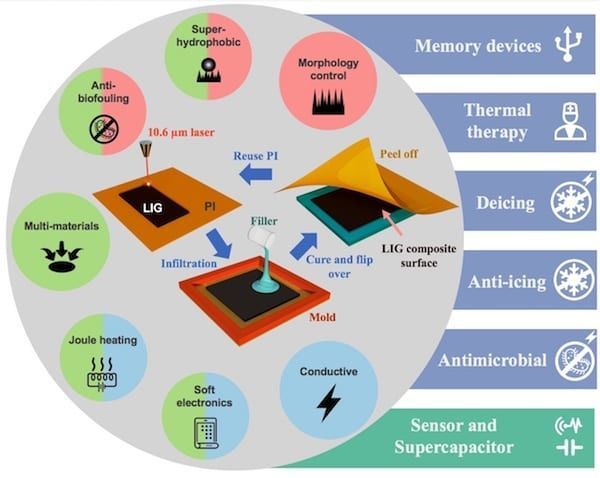 Super-
hydrophobic
Morphology
control
Anti-
biofouling
10.6 µm laser
Reuse PI
Peel off
LIG
PI
Multi-materials
Filler
Infiltration
Cure and flip
over
LIG composite
surface
Mold
Joule heating
Soft
electronics
Conductive
Memory devices
Thermal
therapy
Deicing
Anti-icing
Antimicrobial
Sensor and
Supercapacitor